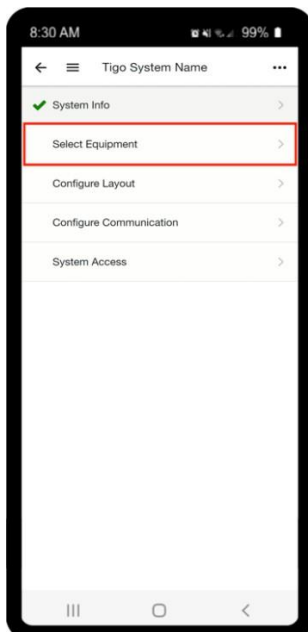 8:30 AM 99%
Tigo System Name
System Info
Select Equipment
Configure Layout
Configure Communication
System Access